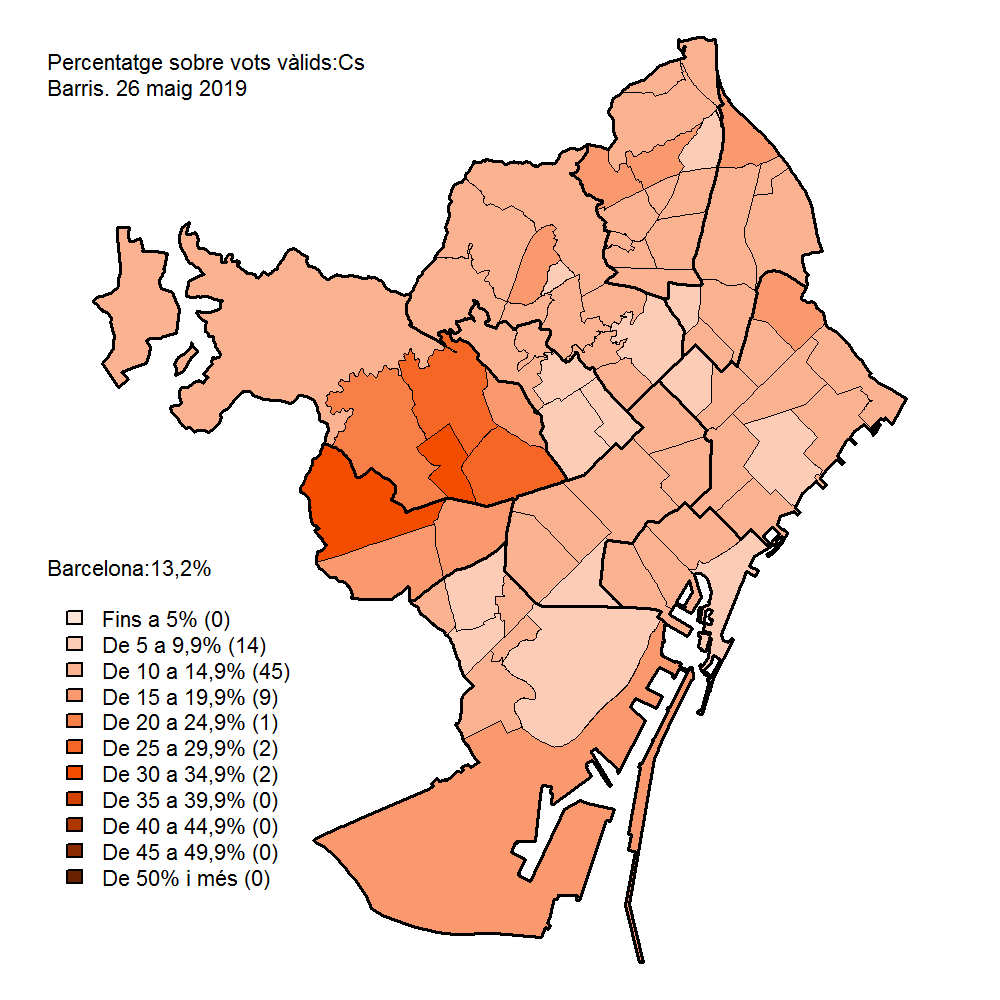 Percentatge sobre vots vàlids:Cs
Barris. 26 maig 2019
Barcelona:13,2%
Fins a 5% (0)
De 5 a 9,9% (14)
De 10 a 14,9% (45)
De 15 a 19,9% (9)
De 20 a 24,9% (1)
De 25 a 29,9% (2)
De 30 a 34,9% (2)
De 35 a 39,9% (0)
De 40 a 44,9% (0)
De 45 a 49,9% (0)
De 50% i més (0)